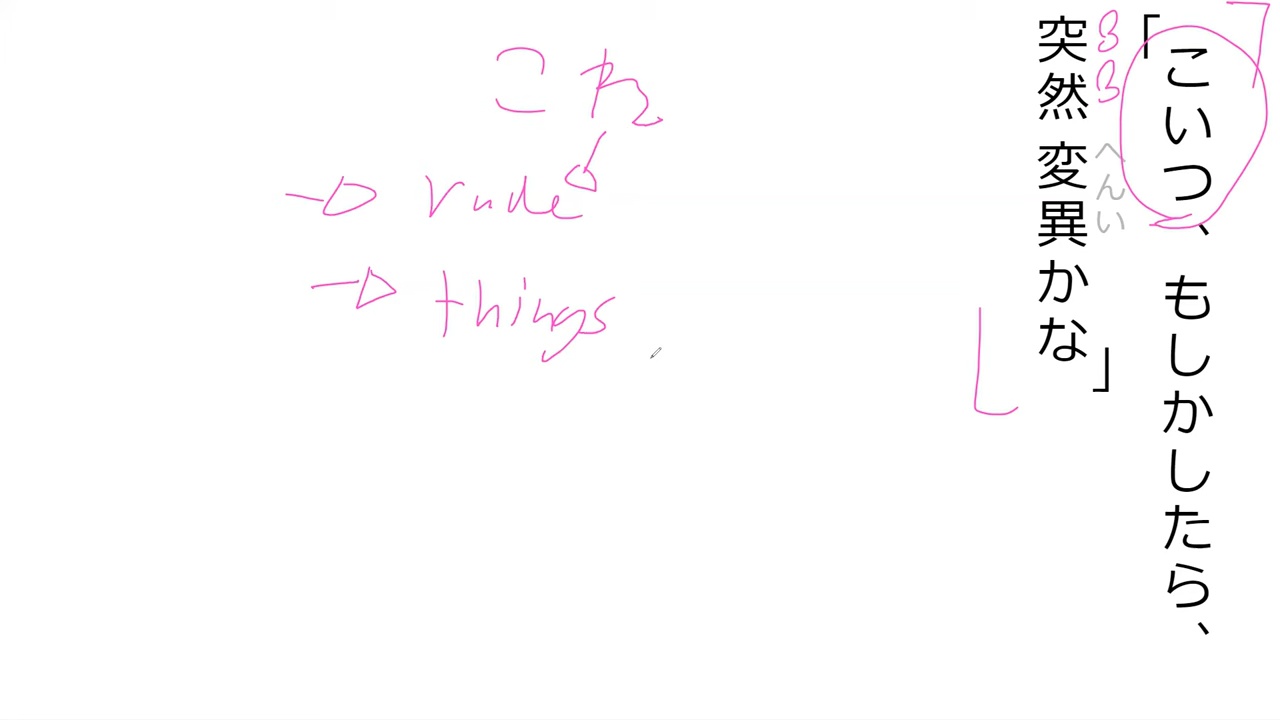 「こいつ、もしかしたら、
突然変異かな」
へんい
これ
rude
things